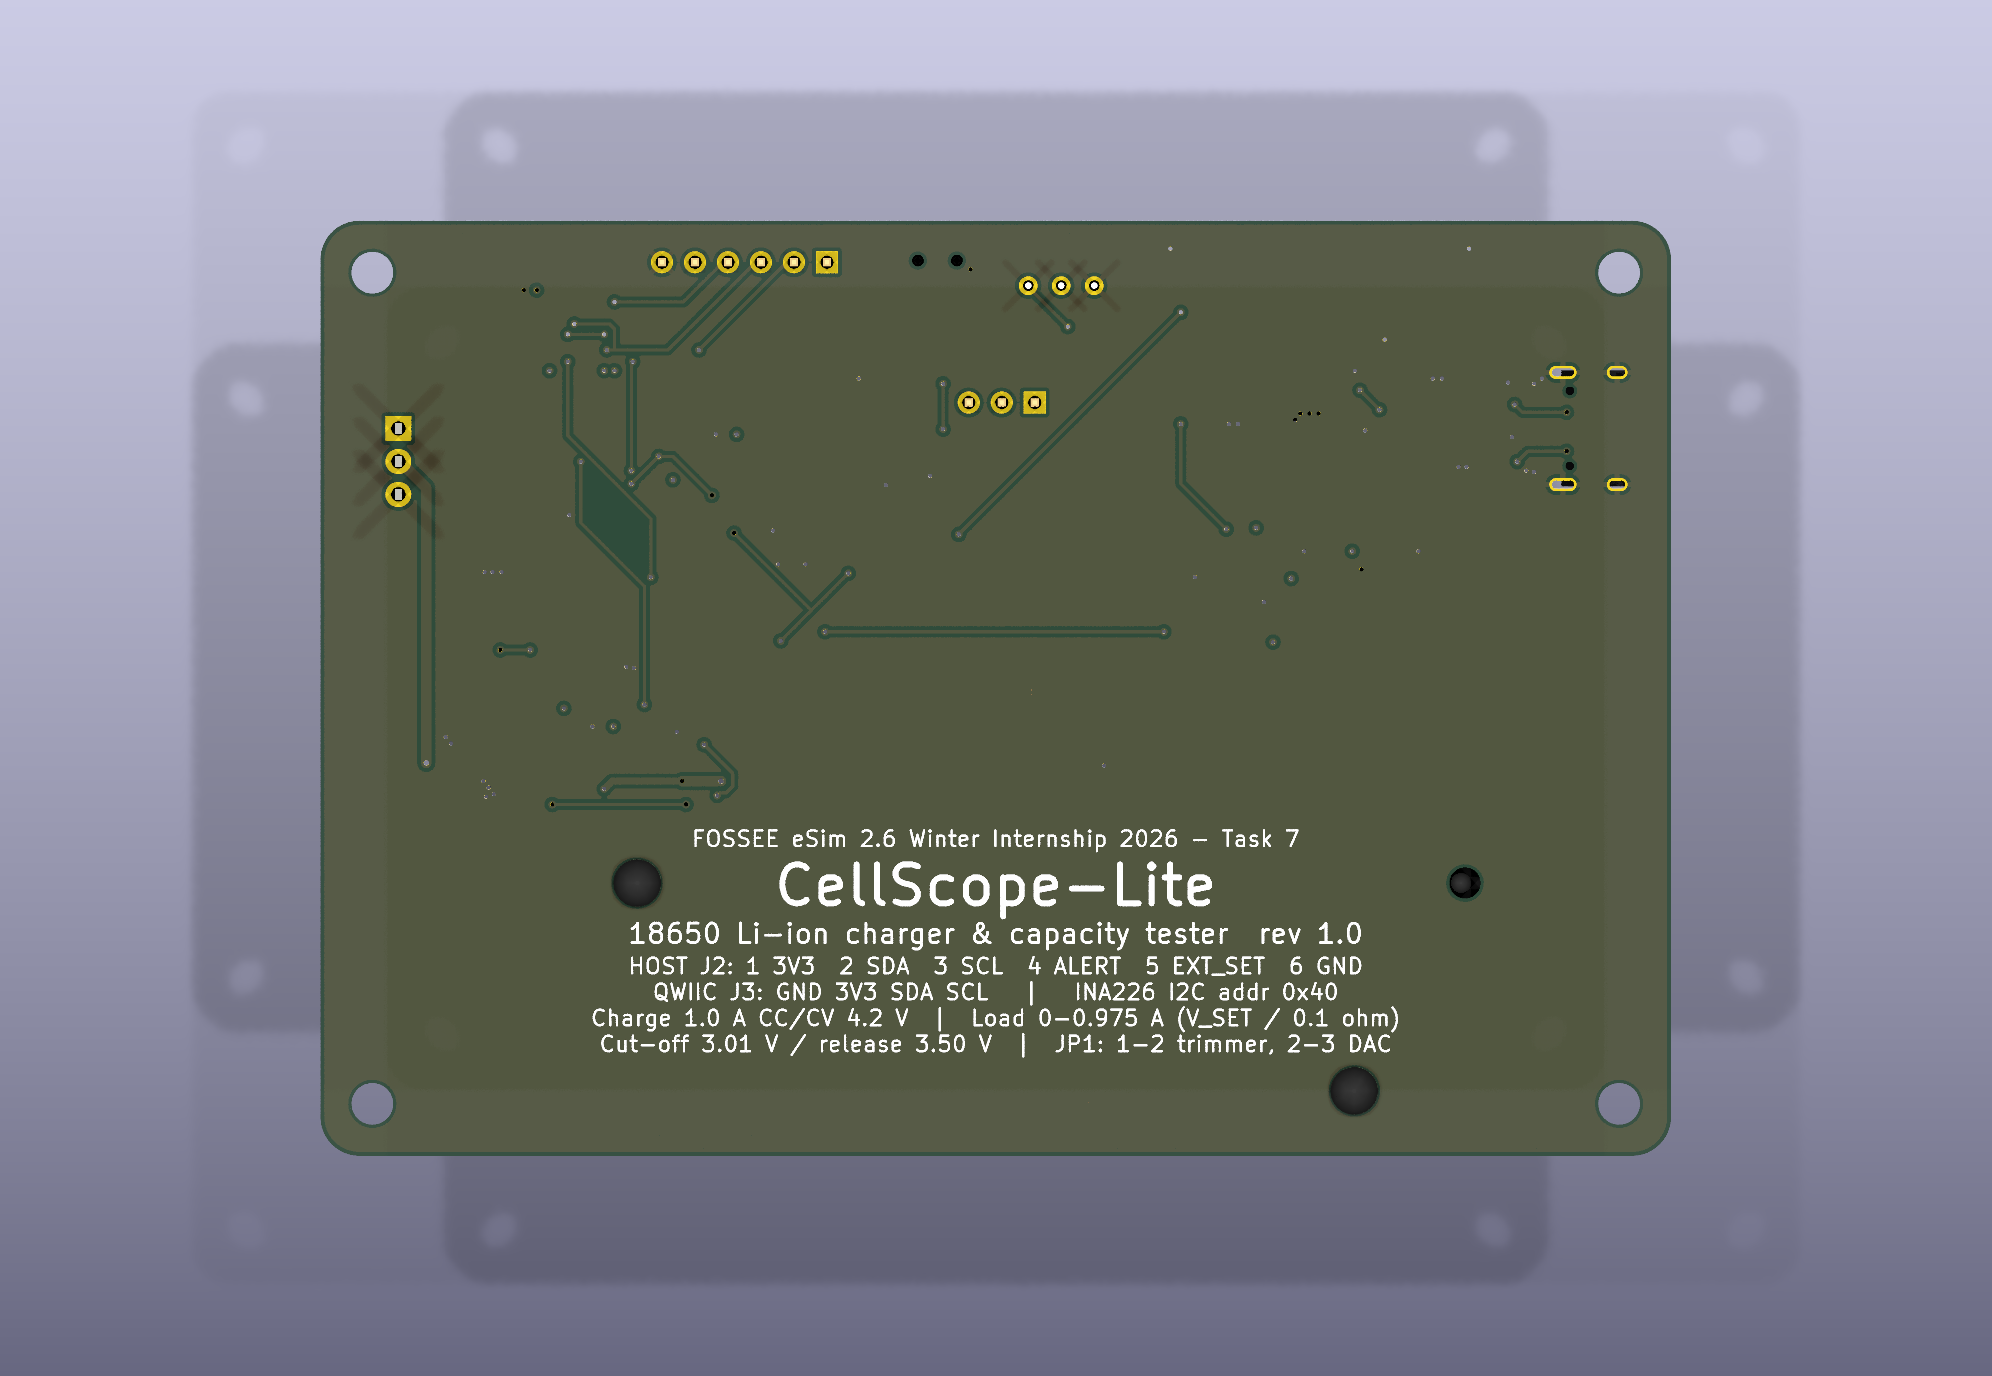 FOSSEE eSim 2.6 Winter Internship 2026 – Task 7
CellScope–Lite
18650 Li–ion charger & capacity tester rev 1.0
HOST J2: 1 3V3 2 SDA 3 SCL 4 ALERT 5 EXT_SET 6 GND
QWIIC J3: GND 3V3 SDA SCL | INA226 I2C addr 0x40
Charge 1.0 A CC/CV 4.2 V | Load 0–0.975 A (V_SET / 0.1 ohm)
Cut–off 3.01 V / release 3.50 V | JP1: 1–2 trimmer, 2–3 DAC